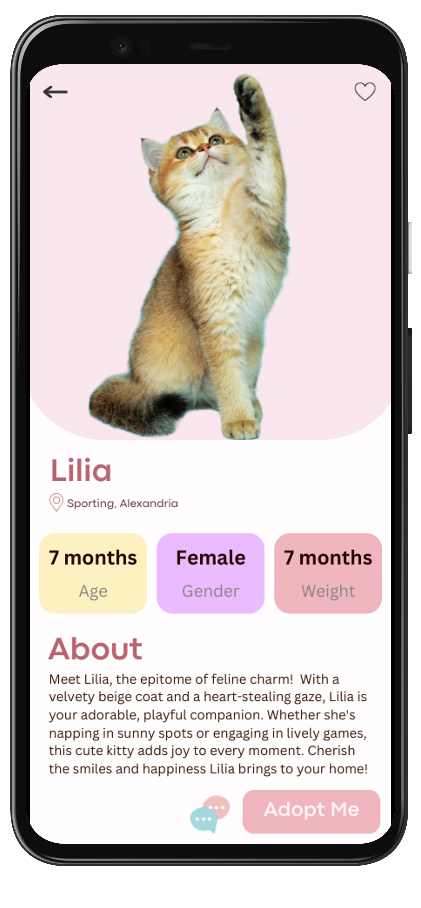 Lilia
Sporting, Alexandria
7 months
Age
Female
Gender
7 months
Weight
About
Meet Lilia, the epitome of feline charm!  With a
velvety beige coat and a heart-stealing gaze, Lilia is
your adorable, playful companion. Whether she's
napping in sunny spots or engaging in lively games,
this cute kitty adds joy to every moment. Cherish
the smiles and happiness Lilia brings to your home!
Adopt Me